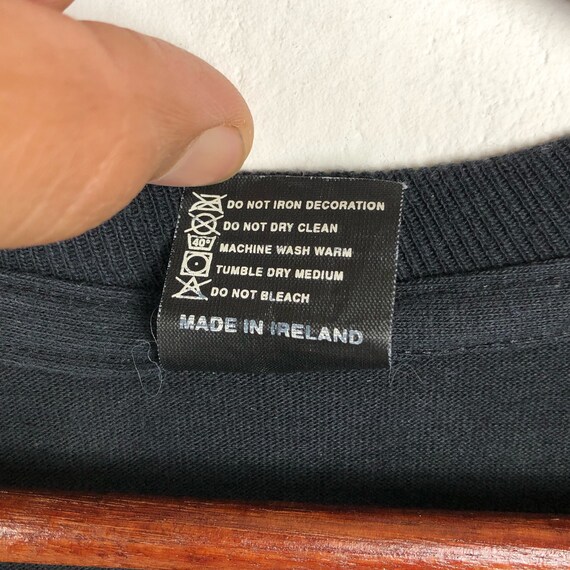 DO NOT IRON DECORATION
DO NOT DRY CLEAN
40° MACHINE WASH WARM
TUMBLE DRY MEDIUM
DO NOT BLEACH
MADE IN IRELAND